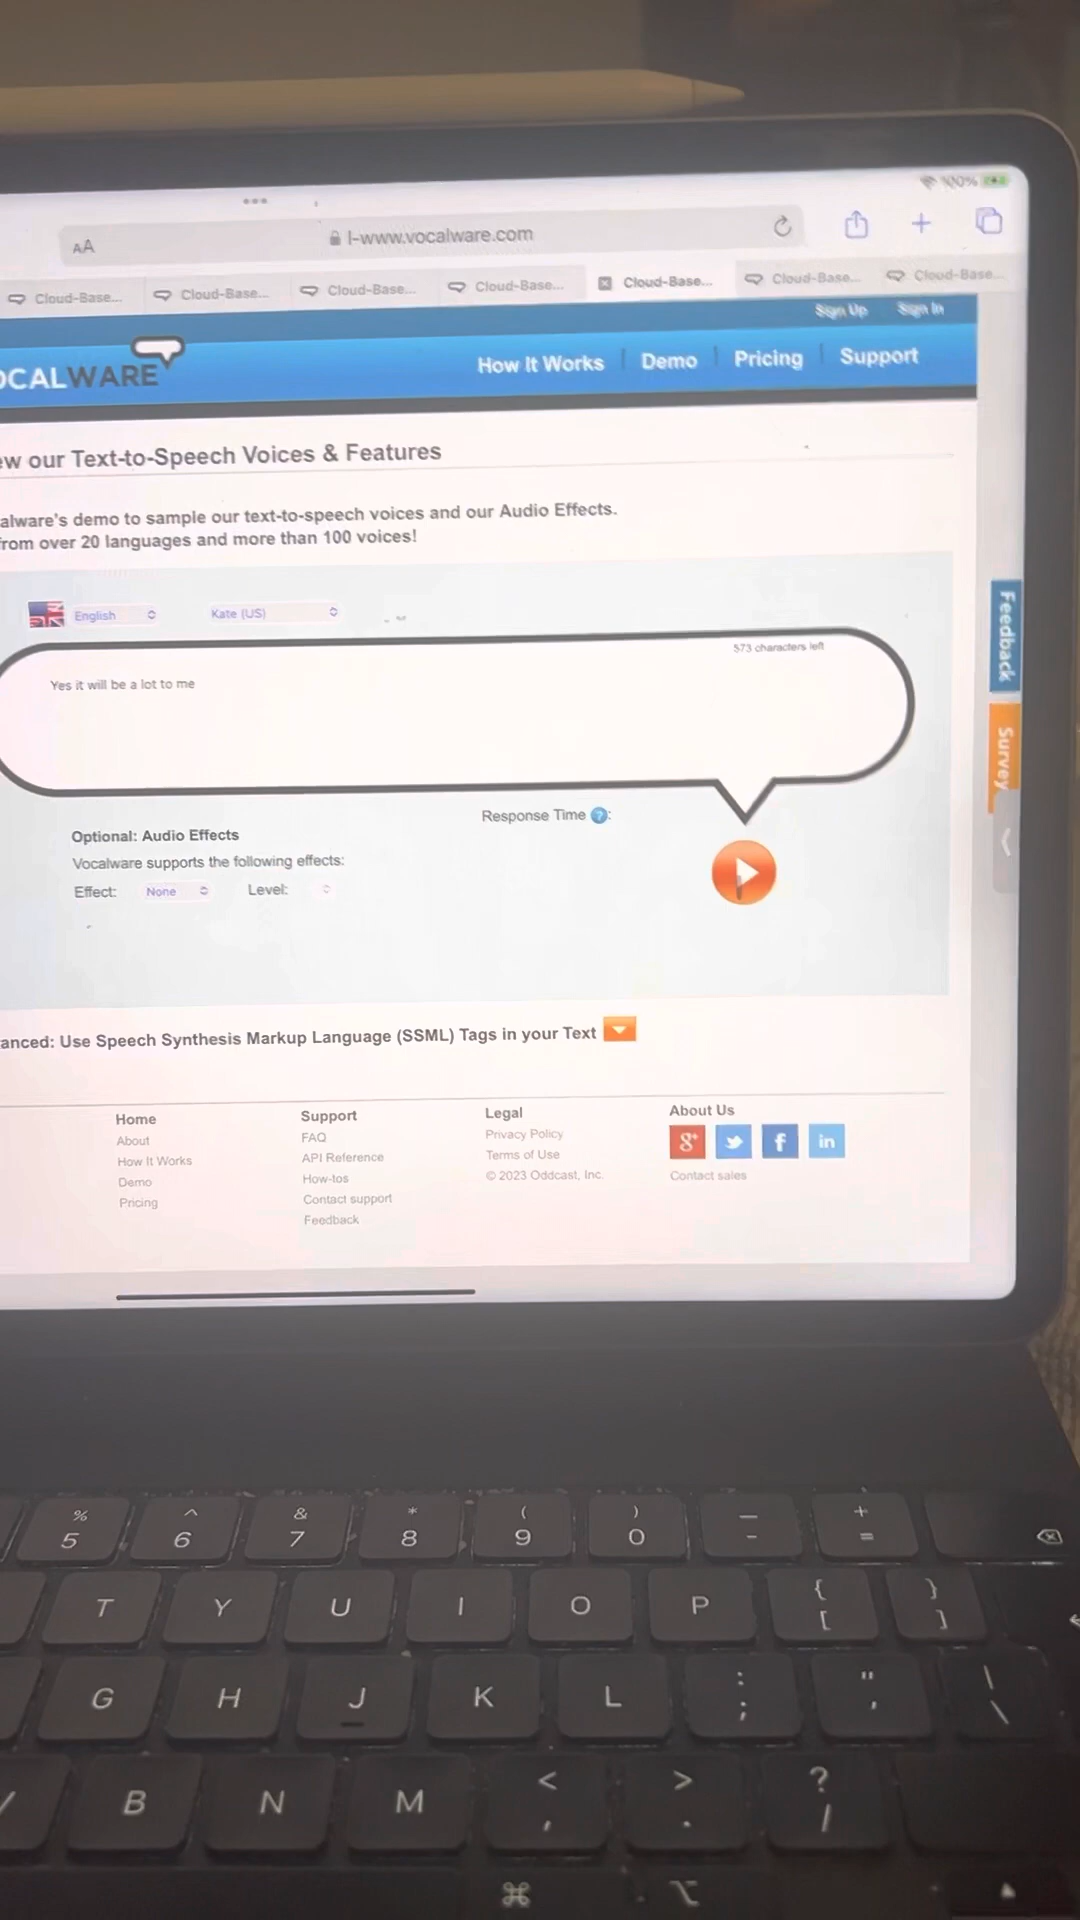 100%
AA
l-www.vocalware.com
Cloud-Base...
Cloud-Base...
Cloud-Base...
Cloud-Base...
Cloud-Base...
Cloud-Base...
Cloud-Base...
Sign Up
Sign In
OCALWARE
How It Works
Demo
Pricing
Support
ew our Text-to-Speech Voices & Features
alware's demo to sample our text-to-speech voices and our Audio Effects.
from over 20 languages and more than 100 voices!
English
Kate (US)
573 characters left
Yes it will be a lot to me
Feedback
Survey
Response Time ?:
Optional: Audio Effects
Vocalware supports the following effects:
Effect: None Level:
anced: Use Speech Synthesis Markup Language (SSML) Tags in your Text
Home
About
How It Works
Demo
Pricing
Support
FAQ
API Reference
How-tos
Contact support
Feedback
Legal
Privacy Policy
Terms of Use
© 2023 Oddcast, Inc.
About Us
g+ f in
Contact sales
% ^ & * ( ) — +
5 6 7 8 9 0 - =
T Y U I O P { [ } ]
G H J K L : ; " ' | \
B N M < , > . ? /
⌘ ⌥